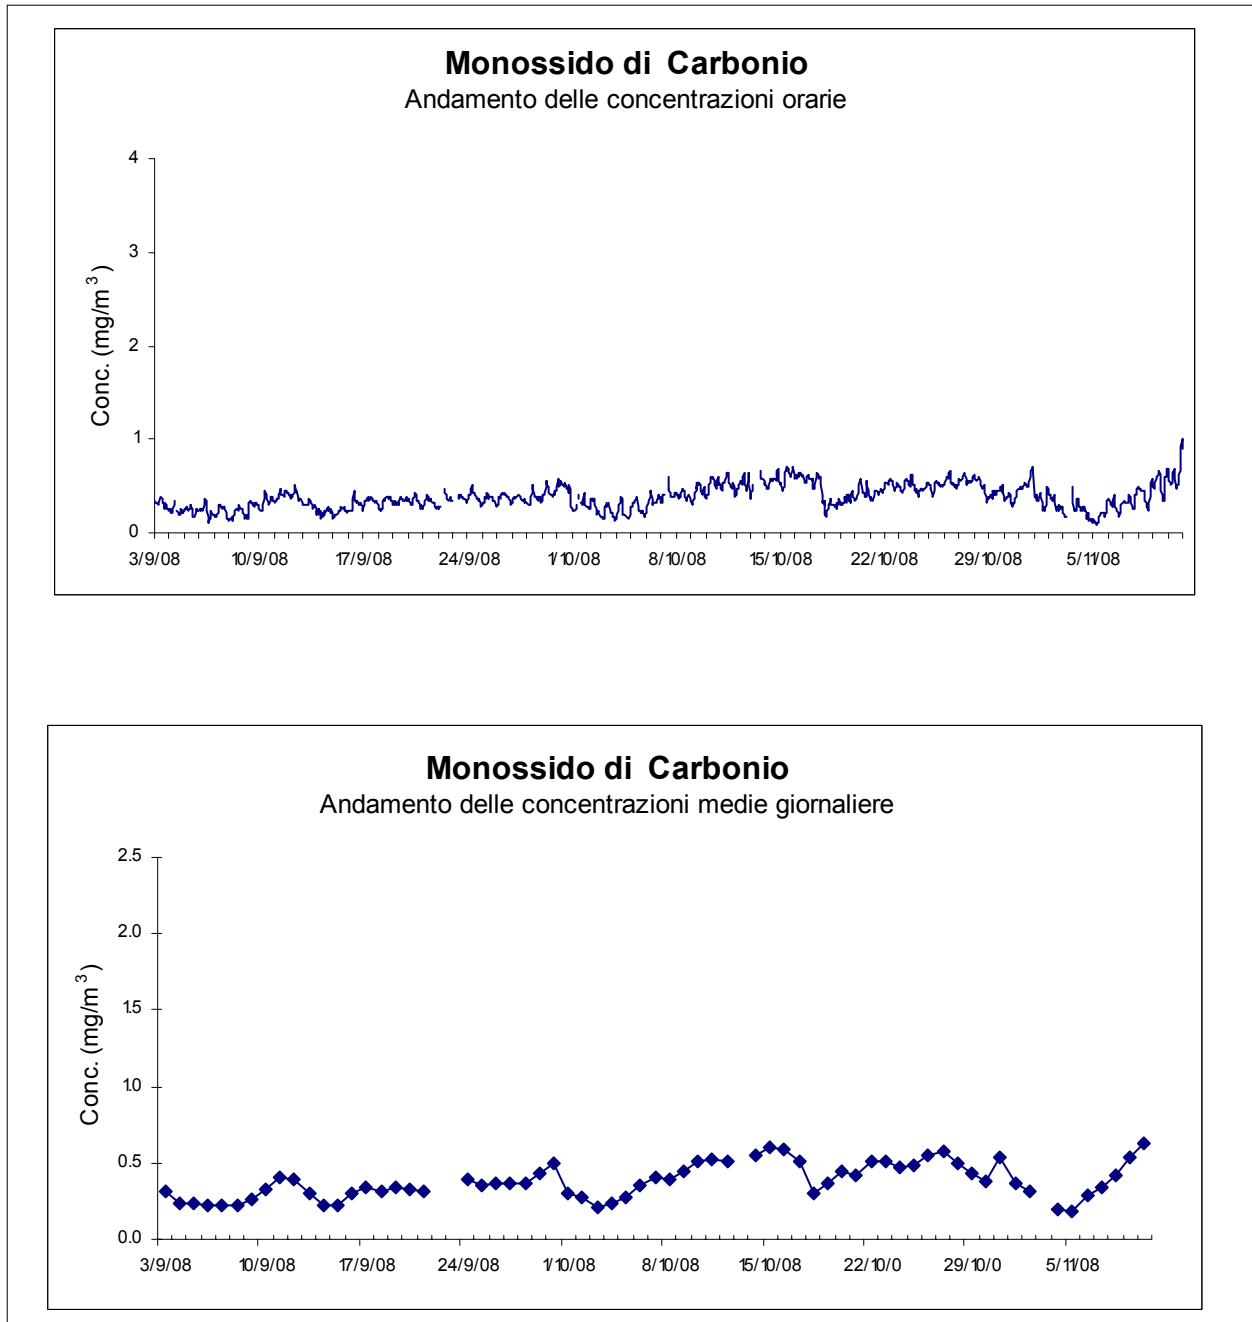 Monossido di Carbonio
Andamento delle concentrazioni orarie
4
3
2
1
0
Conc. (mg/m³)
3/9/08 10/9/08 17/9/08 24/9/08 1/10/08 8/10/08 15/10/08 22/10/08 29/10/08 5/11/08
Monossido di Carbonio
Andamento delle concentrazioni medie giornaliere
2.5
2.0
1.5
1.0
0.5
0.0
Conc. (mg/m³)
3/9/08 10/9/08 17/9/08 24/9/08 1/10/08 8/10/08 15/10/08 22/10/0 29/10/0 5/11/08